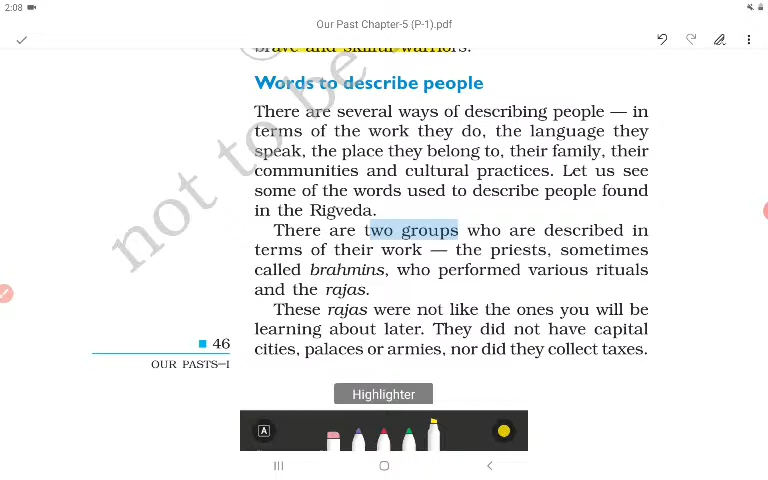 2:08
Our Past Chapter-5 (P-1).pdf
brave and skilful warriors.
Words to describe people
There are several ways of describing people — in
terms of the work they do, the language they
speak, the place they belong to, their family, their
communities and cultural practices. Let us see
some of the words used to describe people found
in the Rigveda.
There are two groups who are described in
terms of their work — the priests, sometimes
called brahmins, who performed various rituals
and the rajas.
These rajas were not like the ones you will be
learning about later. They did not have capital
cities, palaces or armies, nor did they collect taxes.
■ 46
OUR PASTS–I
not to be
Highlighter
A